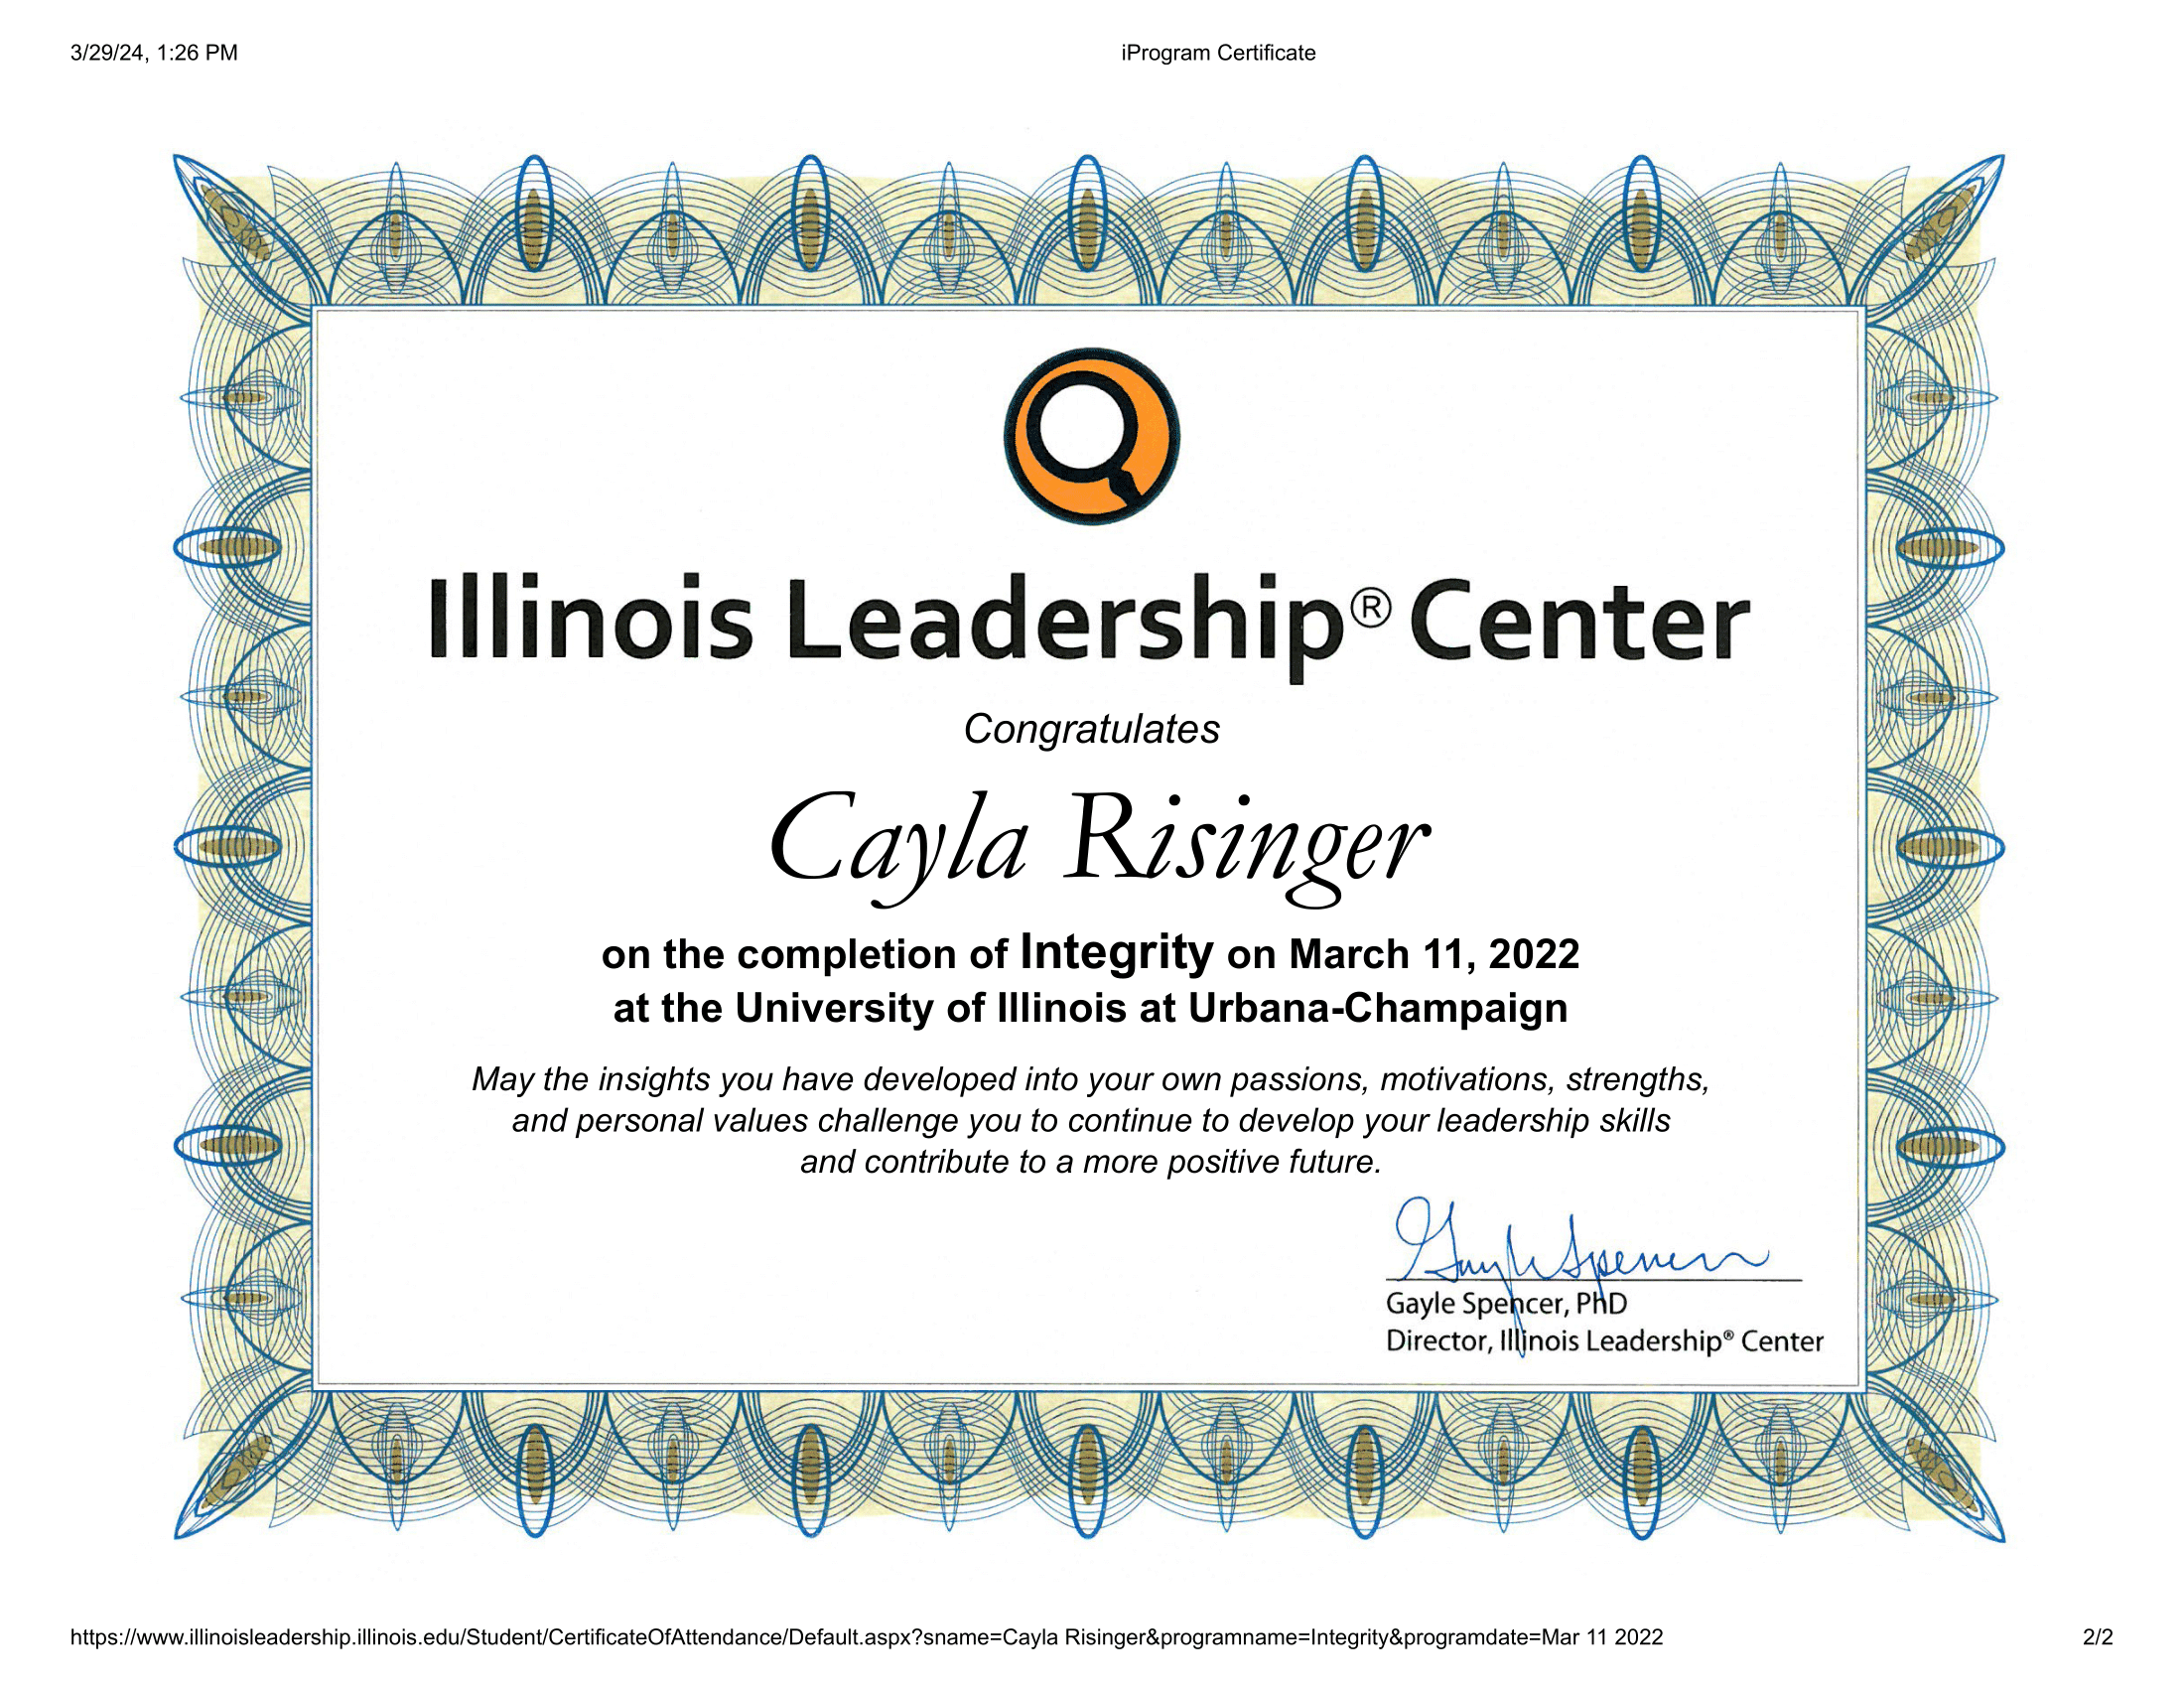 3/29/24, 1:26 PM
iProgram Certificate
Illinois Leadership® Center
Congratulates
Cayla Risinger
on the completion of Integrity on March 11, 2022
at the University of Illinois at Urbana-Champaign
May the insights you have developed into your own passions, motivations, strengths,
and personal values challenge you to continue to develop your leadership skills
and contribute to a more positive future.
Gayle Spencer
Gayle Spencer, PhD
Director, Illinois Leadership® Center
https://www.illinoisleadership.illinois.edu/Student/CertificateOfAttendance/Default.aspx?sname=Cayla Risinger&programname=Integrity&programdate=Mar 11 2022
2/2